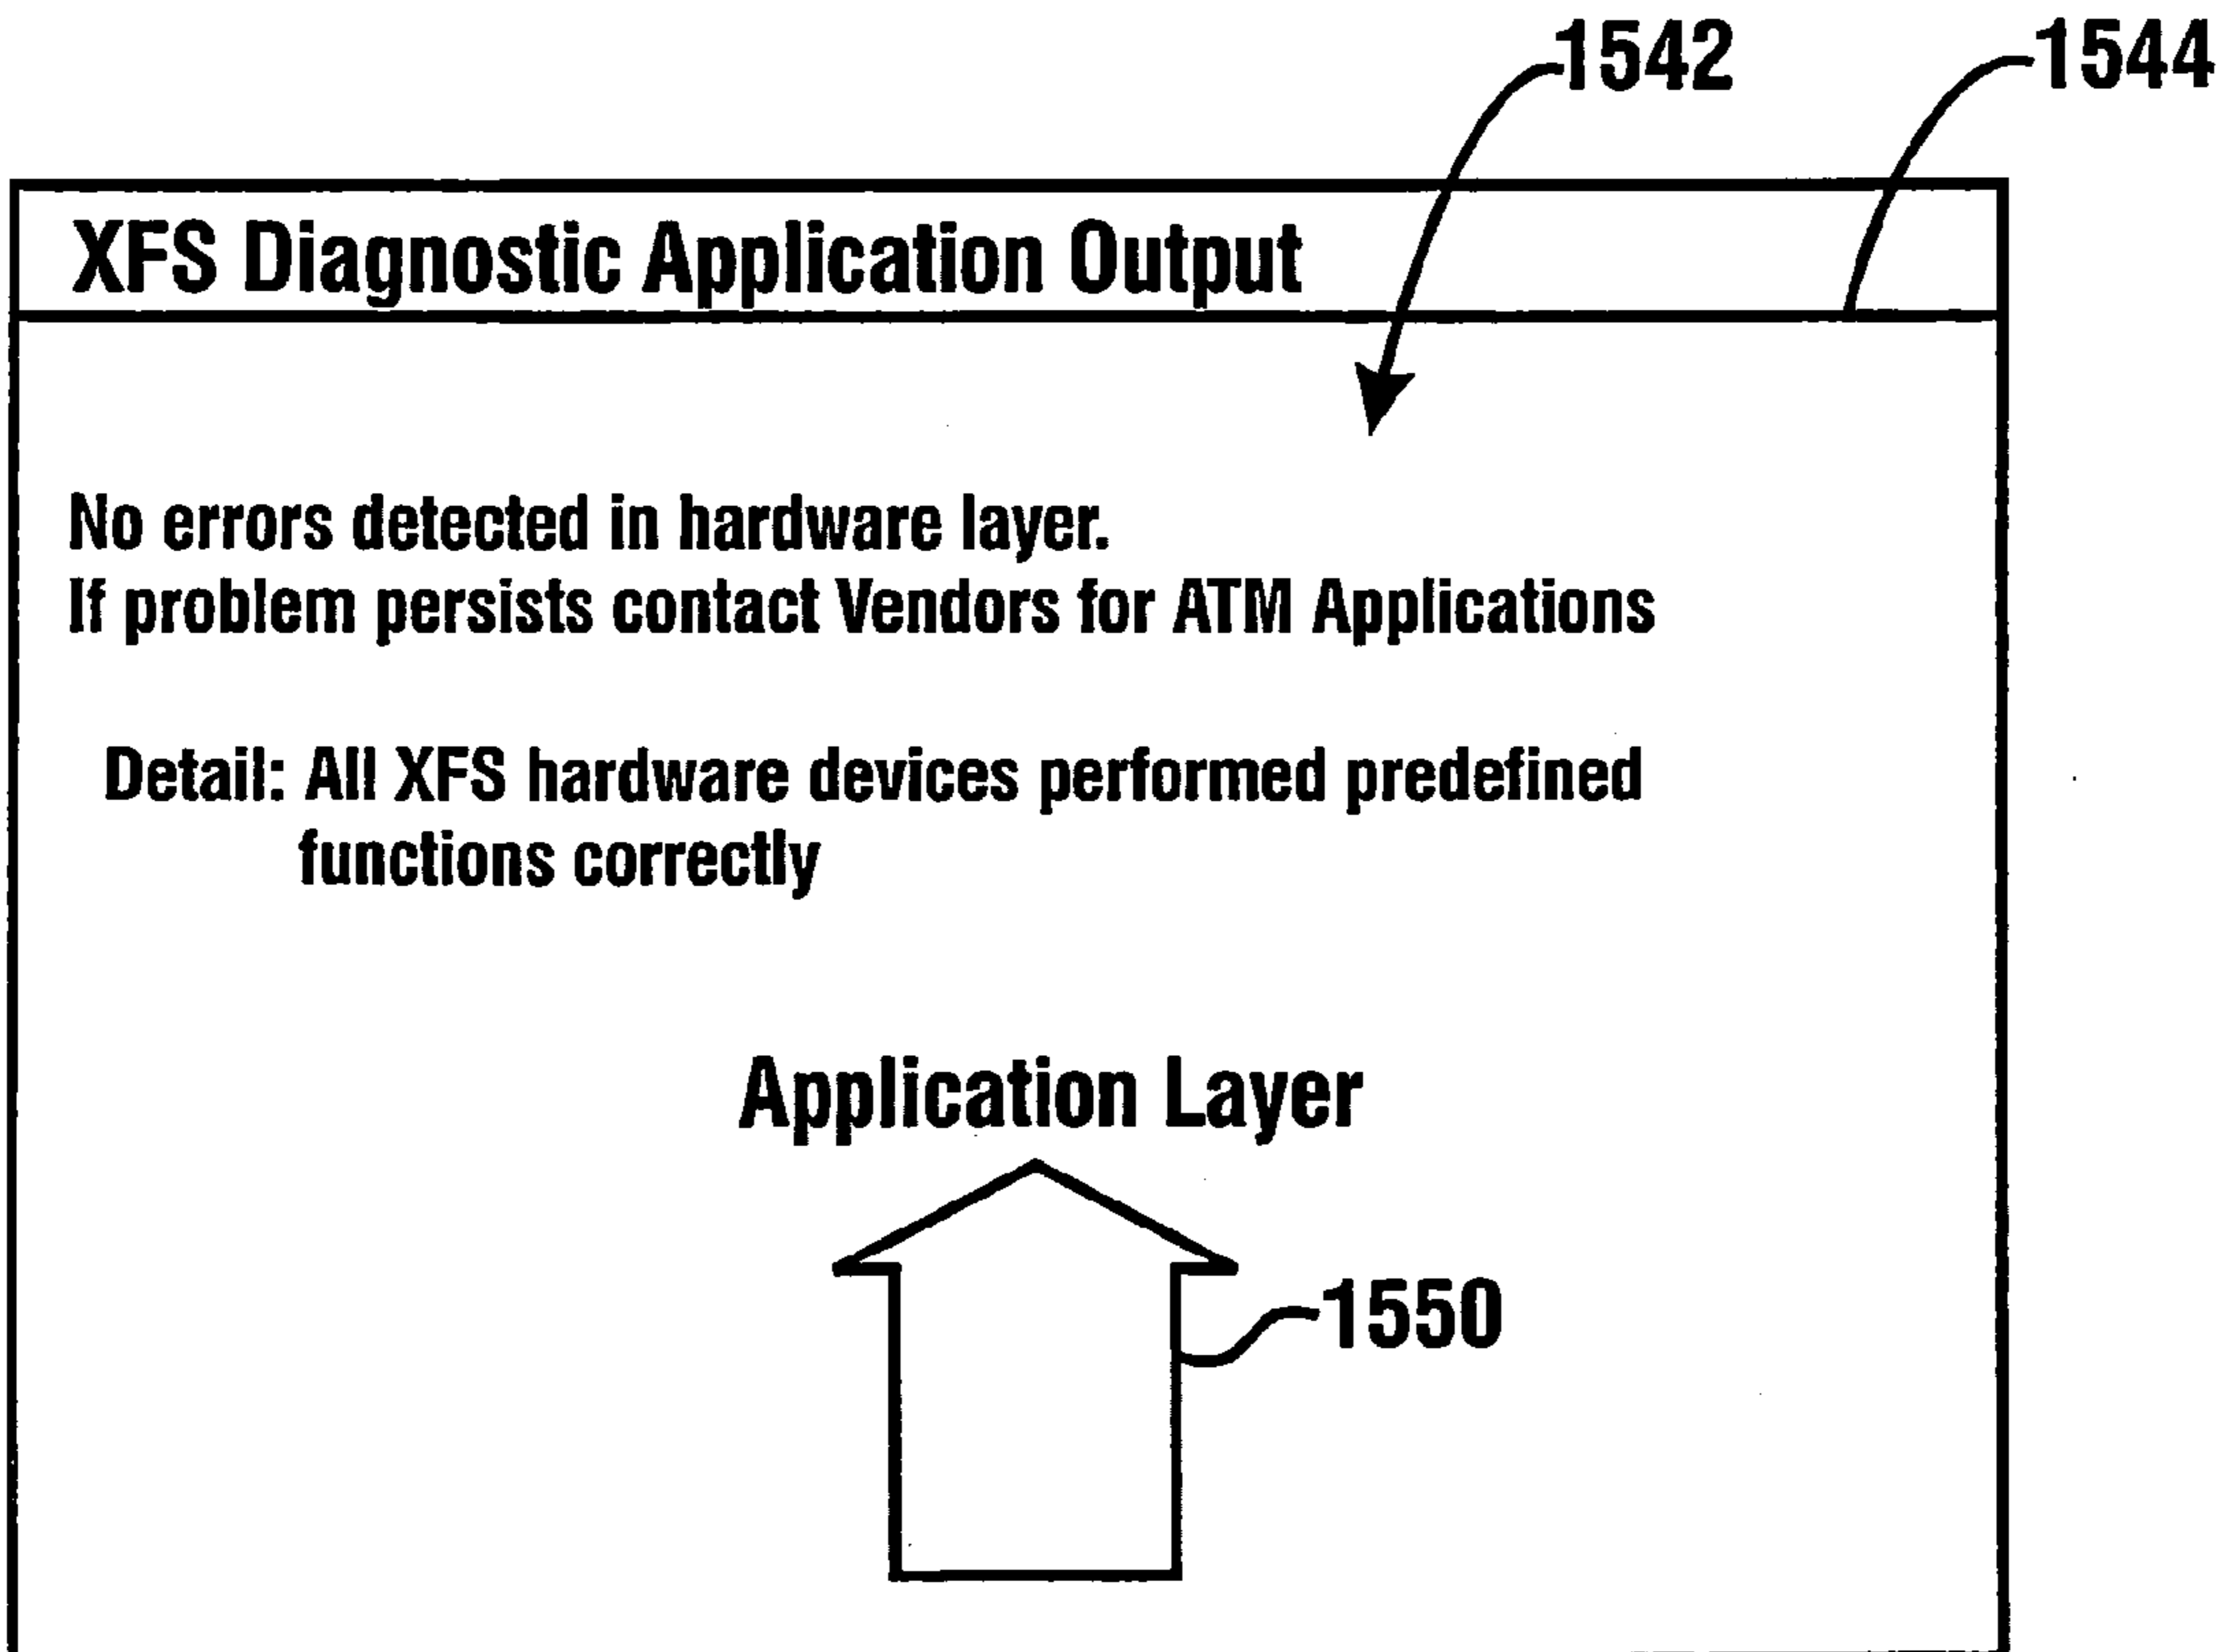 1542
1544
XFS Diagnostic Application Output
No errors detected in hardware layer.
If problem persists contact Vendors for ATM Applications
Detail: All XFS hardware devices performed predefined
functions correctly
Application Layer
1550